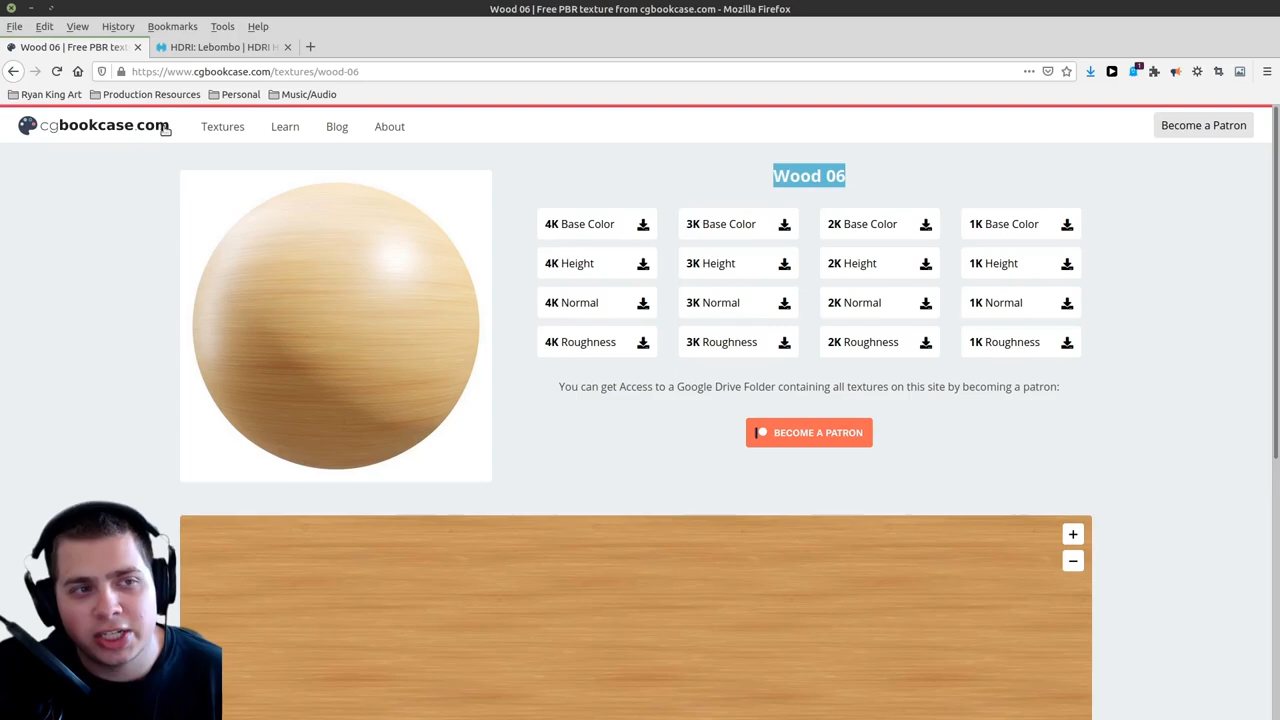 Wood 06 | Free PBR texture from cgbookcase.com - Mozilla Firefox
File Edit View History Bookmarks Tools Help
Wood 06 | Free PBR text
HDRI: Lebombo | HDRI H
https://www.cgbookcase.com/textures/wood-06
1
Ryan King Art Production Resources Personal Music/Audio
cgbookcase.com Textures Learn Blog About Become a Patron
Wood 06
4K Base Color 3K Base Color 2K Base Color 1K Base Color
4K Height 3K Height 2K Height 1K Height
4K Normal 3K Normal 2K Normal 1K Normal
4K Roughness 3K Roughness 2K Roughness 1K Roughness
You can get Access to a Google Drive Folder containing all textures on this site by becoming a patron:
BECOME A PATRON
+
−